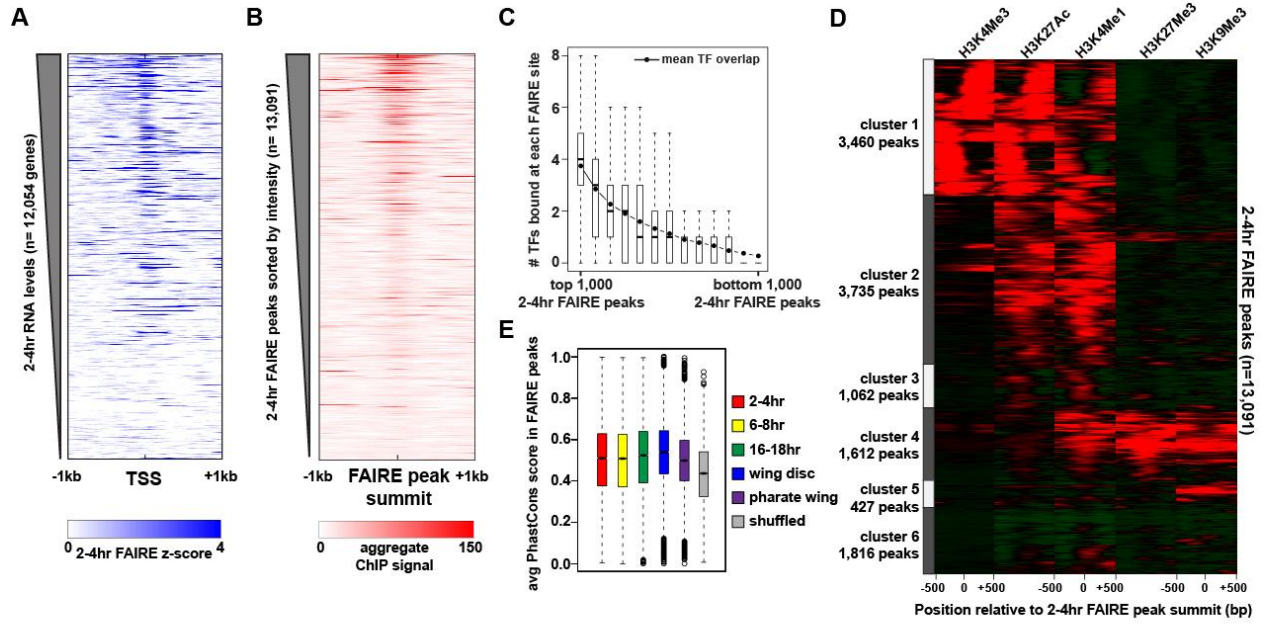 A
2-4hr RNA levels (n= 12,054 genes)
-1kb TSS +1kb
0 2-4hr FAIRE z-score 4
B
2-4hr FAIRE peaks sorted by intensity (n= 13,091)
-1kb FAIRE peak +1kb
summit
0 aggregate 150
ChIP signal
C
# TFs bound at each FAIRE site
8
6
4
2
0
mean TF overlap
top 1,000 bottom 1,000
2-4hr FAIRE peaks 2-4hr FAIRE peaks
E
avg PhastCons score in FAIRE peaks
1.0
0.8
0.6
0.4
0.2
0.0
2-4hr
6-8hr
16-18hr
wing disc
pharate wing
shuffled
D
H3K4Me3 H3K27Ac H3K4Me1 H3K27Me3 H3K9Me3
cluster 1
3,460 peaks
cluster 2
3,735 peaks
cluster 3
1,062 peaks
cluster 4
1,612 peaks
cluster 5
427 peaks
cluster 6
1,816 peaks
2-4hr FAIRE peaks (n=13,091)
-500 0 +500 -500 0 +500 -500 0 +500
Position relative to 2-4hr FAIRE peak summit (bp)